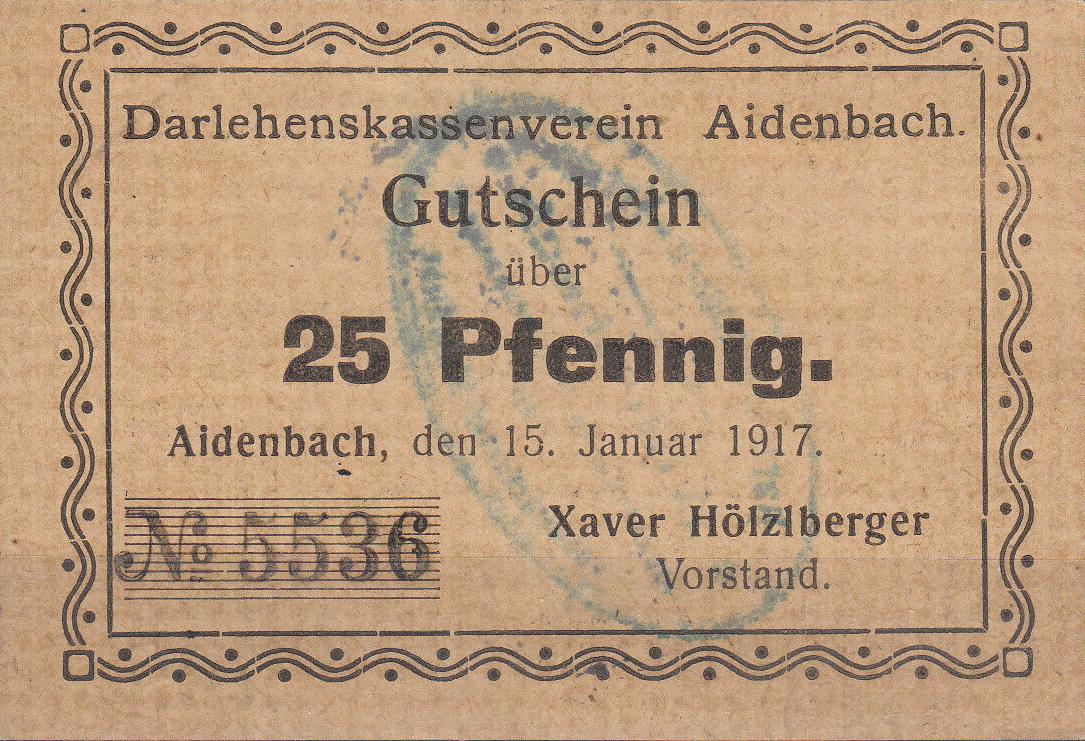 Darlehenskassenverein Aidenbach.
Gutschein
über
25 Pfennig.
Aidenbach, den 15. Januar 1917.
№ 5536
Xaver Hölzlberger
Vorstand.